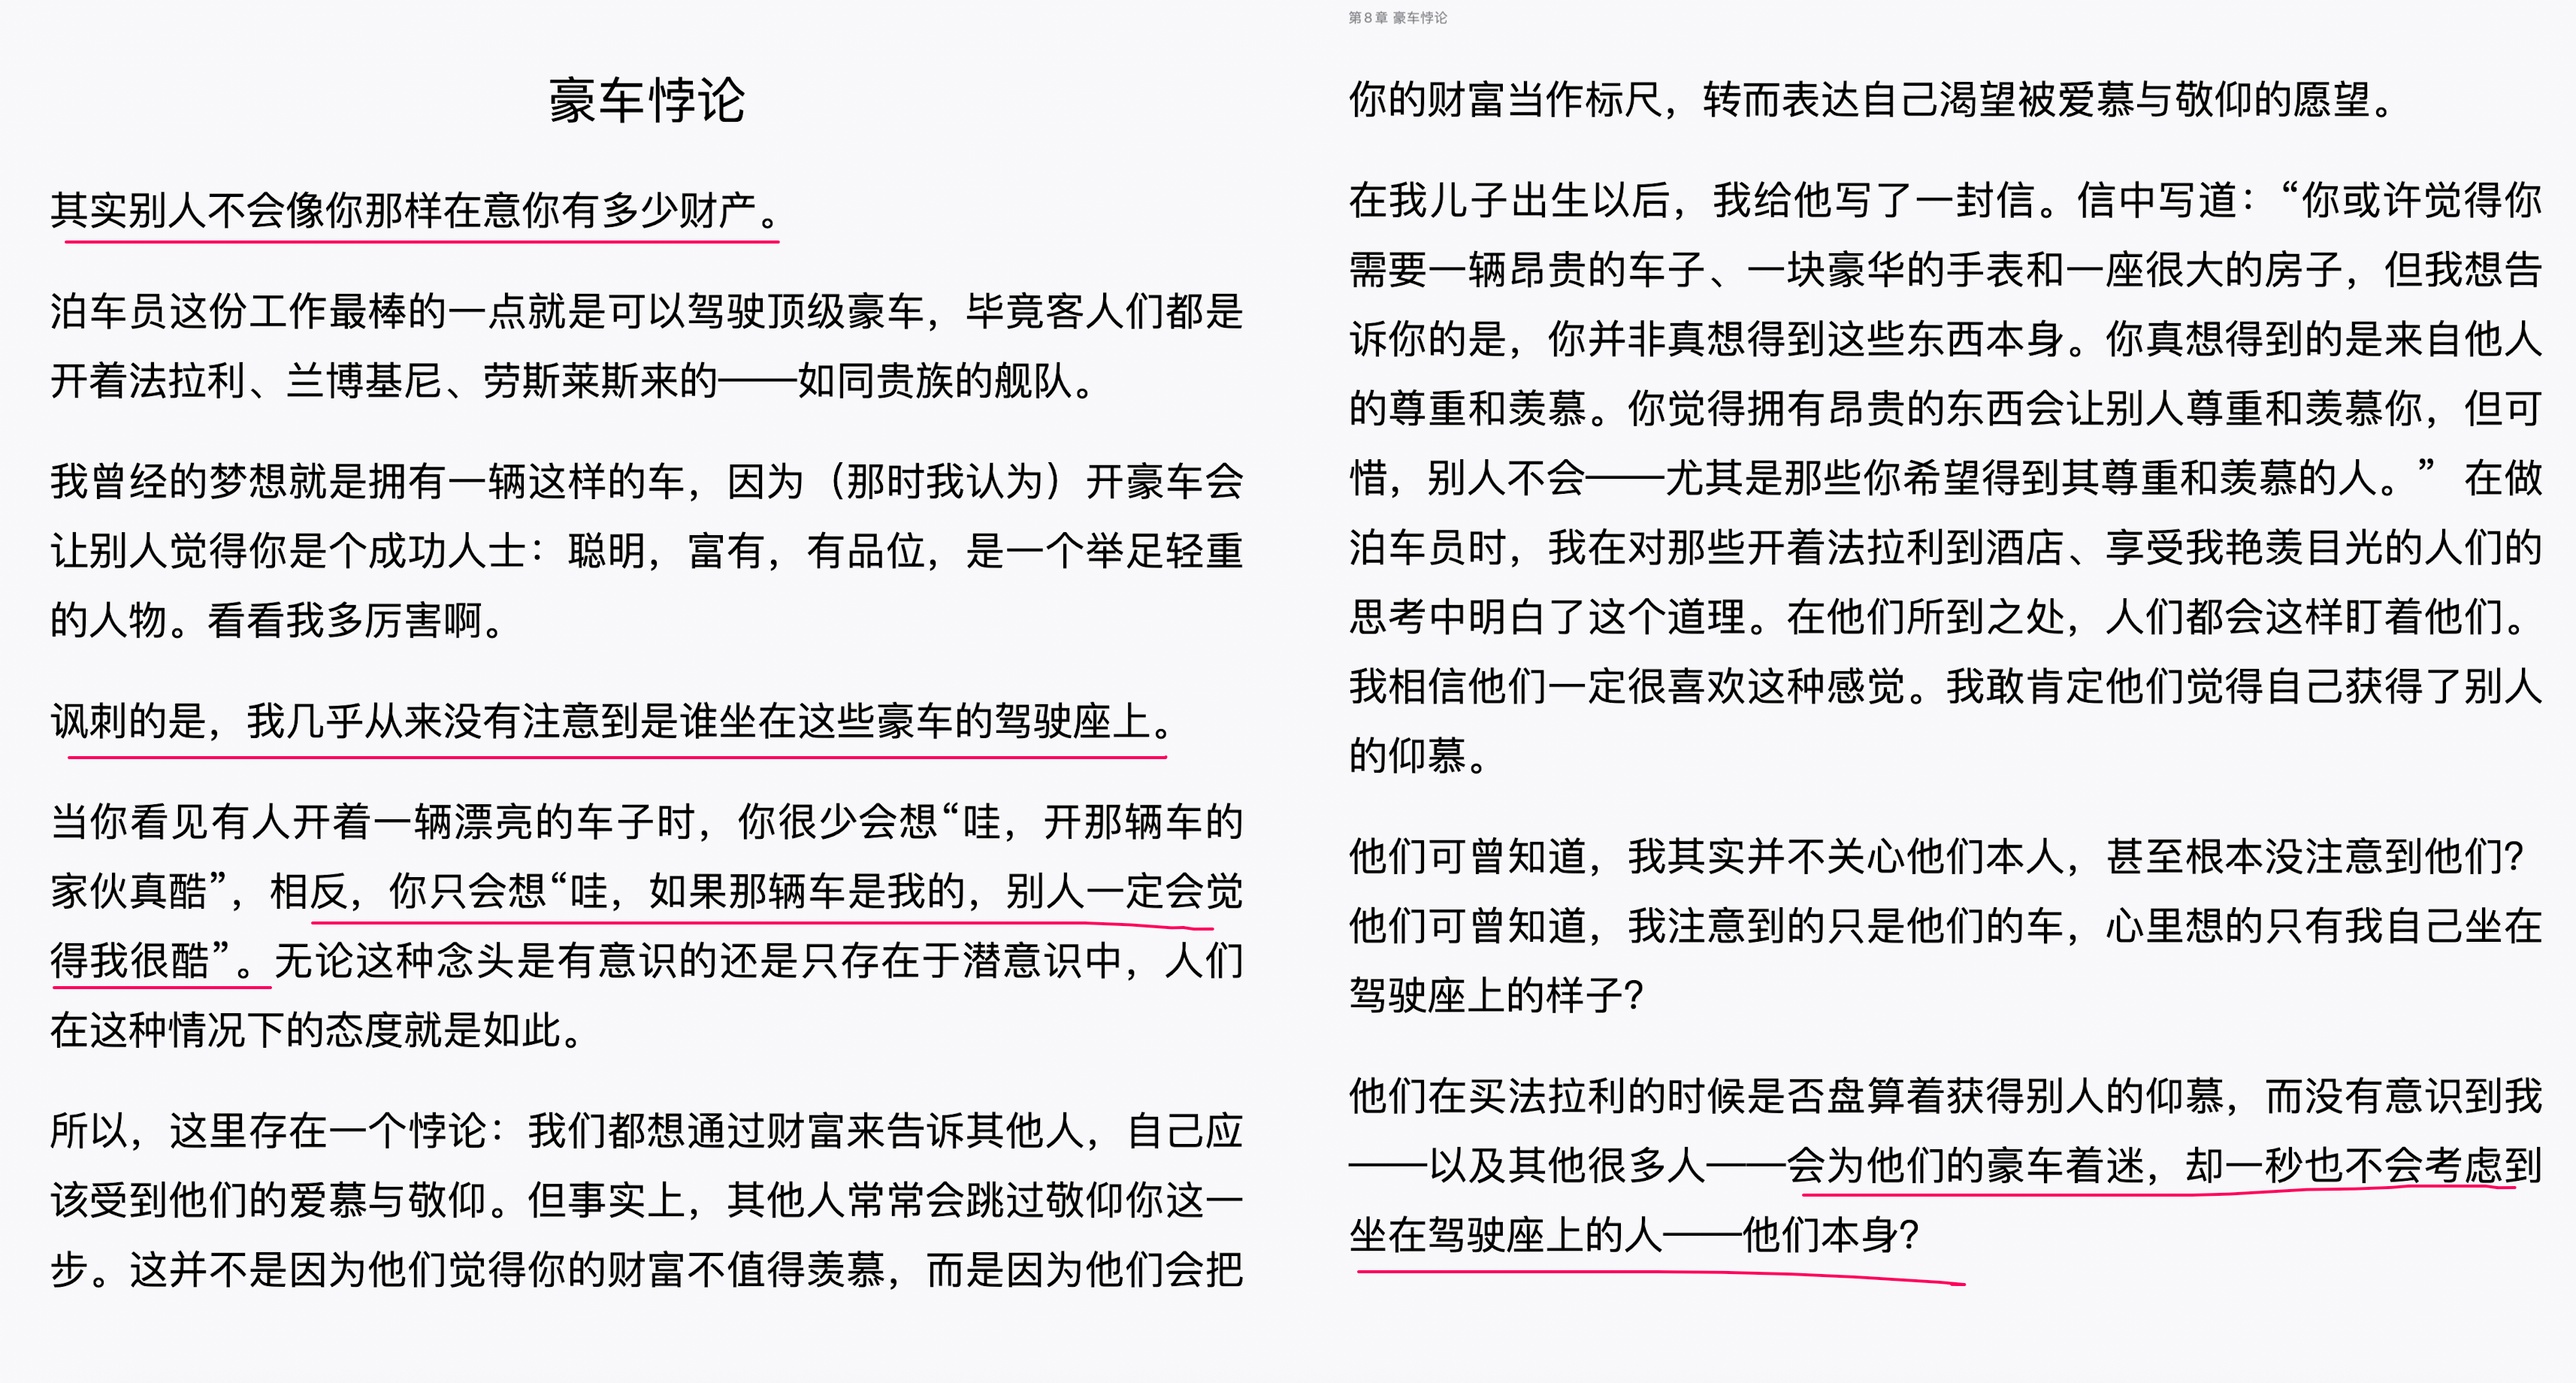 豪车悖论
其实别人不会像你那样在意你有多少财产。
泊车员这份工作最棒的一点就是可以驾驶顶级豪车，毕竟客人们都是
开着法拉利、兰博基尼、劳斯莱斯来的——如同贵族的舰队。
我曾经的梦想就是拥有一辆这样的车，因为（那时我认为）开豪车会
让别人觉得你是个成功人士：聪明，富有，有品位，是一个举足轻重
的人物。看看我多厉害啊。
讽刺的是，我几乎从来没有注意到是谁坐在这些豪车的驾驶座上。
当你看见有人开着一辆漂亮的车子时，你很少会想“哇，开那辆车的
家伙真酷”，相反，你只会想“哇，如果那辆车是我的，别人一定会觉
得我很酷”。无论这种念头是有意识的还是只存在于潜意识中，人们
在这种情况下的态度就是如此。
所以，这里存在一个悖论：我们都想通过财富来告诉其他人，自己应
该受到他们的爱慕与敬仰。但事实上，其他人常常会跳过敬仰你这一
步。这并不是因为他们觉得你的财富不值得羡慕，而是因为他们会把
第8章 豪车悖论
你的财富当作标尺，转而表达自己渴望被爱慕与敬仰的愿望。
在我儿子出生以后，我给他写了一封信。信中写道：“你或许觉得你
需要一辆昂贵的车子、一块豪华的手表和一座很大的房子，但我想告
诉你的是，你并非真想得到这些东西本身。你真想得到的是来自他人
的尊重和羡慕。你觉得拥有昂贵的东西会让别人尊重和羡慕你，但可
惜，别人不会——尤其是那些你希望得到其尊重和羡慕的人。” 在做
泊车员时，我在对那些开着法拉利到酒店、享受我艳羡目光的人们的
思考中明白了这个道理。在他们所到之处，人们都会这样盯着他们。
我相信他们一定很喜欢这种感觉。我敢肯定他们觉得自己获得了别人
的仰慕。
他们可曾知道，我其实并不关心他们本人，甚至根本没注意到他们？
他们可曾知道，我注意到的只是他们的车，心里想的只有我自己坐在
驾驶座上的样子？
他们在买法拉利的时候是否盘算着获得别人的仰慕，而没有意识到我
——以及其他很多人——会为他们的豪车着迷，却一秒也不会考虑到
坐在驾驶座上的人——他们本身？